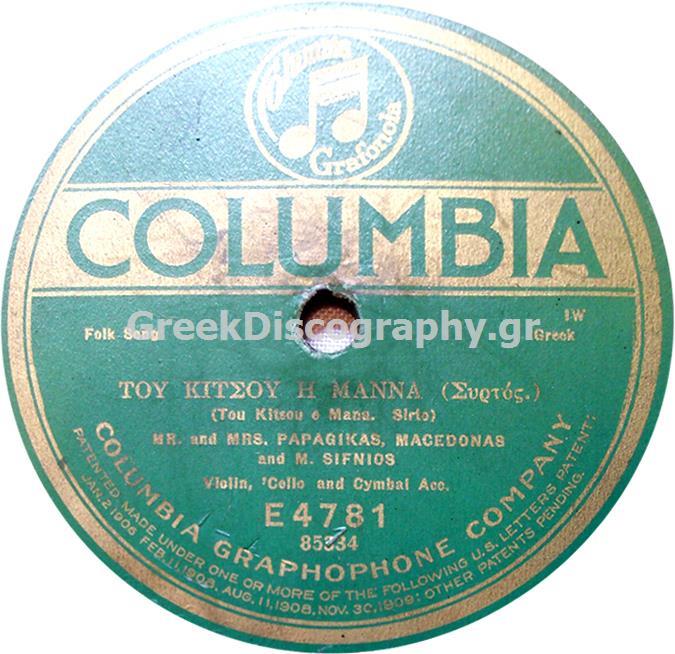 Columbia
Grafonola
COLUMBIA
GreekDiscography.gr
1W
Folk Song
Greek
ΤΟΥ ΚΙΤΣΟΥ Η ΜΑΝΝΑ (Συρτός.)
(Tou Kitsou e Mana. Sirto)
MR. and MRS. PAPAGIKAS, MACEDONAS
and M. SIFNIOS
Violin, 'Cello and Cymbal Acc.
E4781
85334
COLUMBIA GRAPHOPHONE COMPANY
PATENTED, MADE UNDER ONE OR MORE OF THE FOLLOWING U.S. LETTERS PATENT:
JAN. 2, 1906 FEB. 11, 1908, AUG. 11, 1908, NOV. 30, 1909: OTHER PATENTS PENDING.